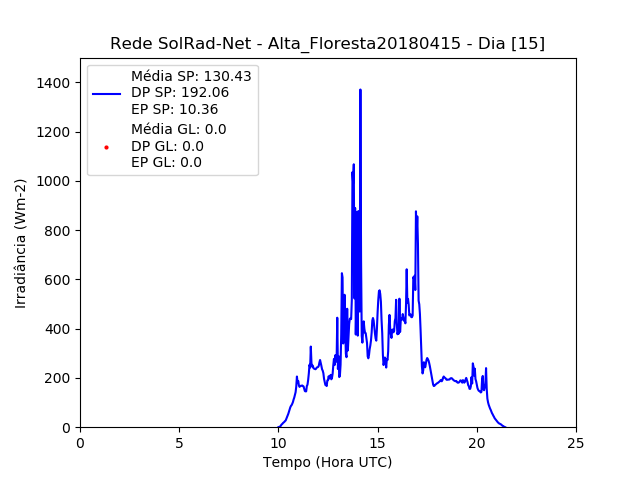 Rede SolRad-Net - Alta_Floresta20180415 - Dia [15]
Média SP: 130.43
DP SP: 192.06
EP SP: 10.36
Média GL: 0.0
DP GL: 0.0
EP GL: 0.0
1400
1200
1000
800
600
400
200
0
Irradiância (Wm-2)
0 5 10 15 20 25
Tempo (Hora UTC)